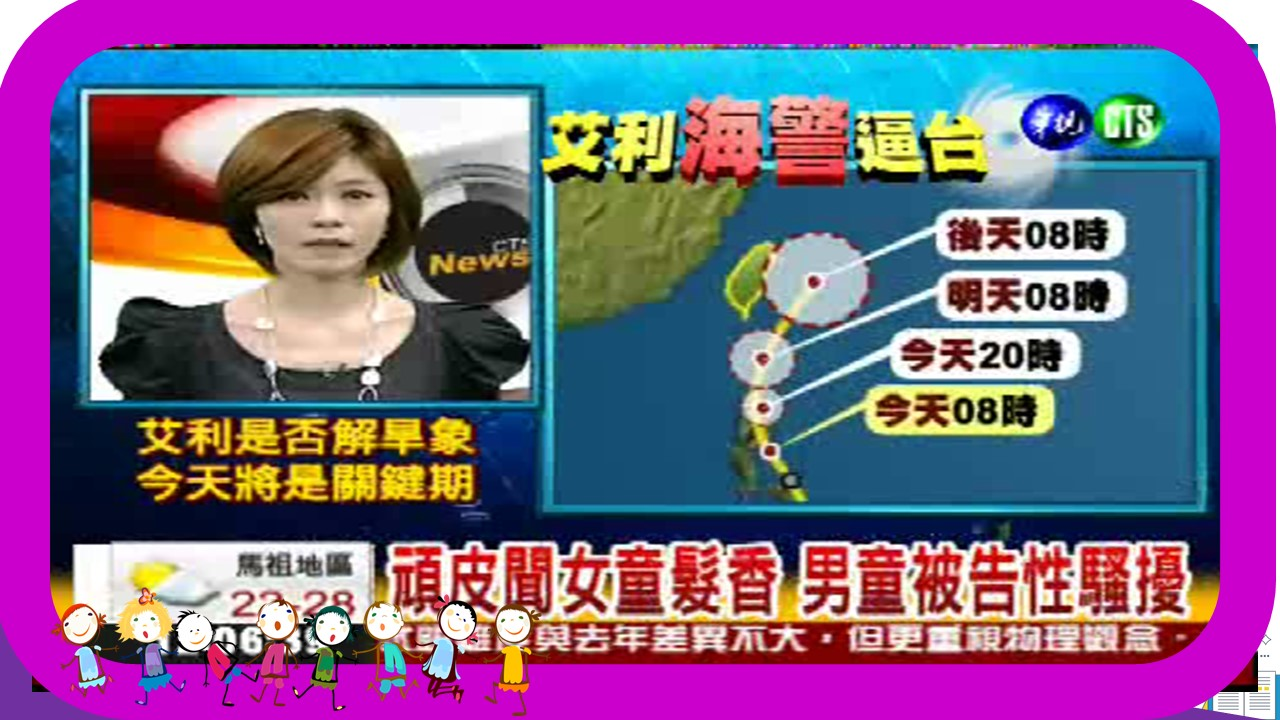 艾利海警逼台
華視 CTS
CTS
News
後天08時
明天08時
今天20時
今天08時
艾利是否解旱象
今天將是關鍵期
馬祖地區
頑皮聞女童髮香 男童被告性騷擾
與去年差異不大，但更重視物理觀念。